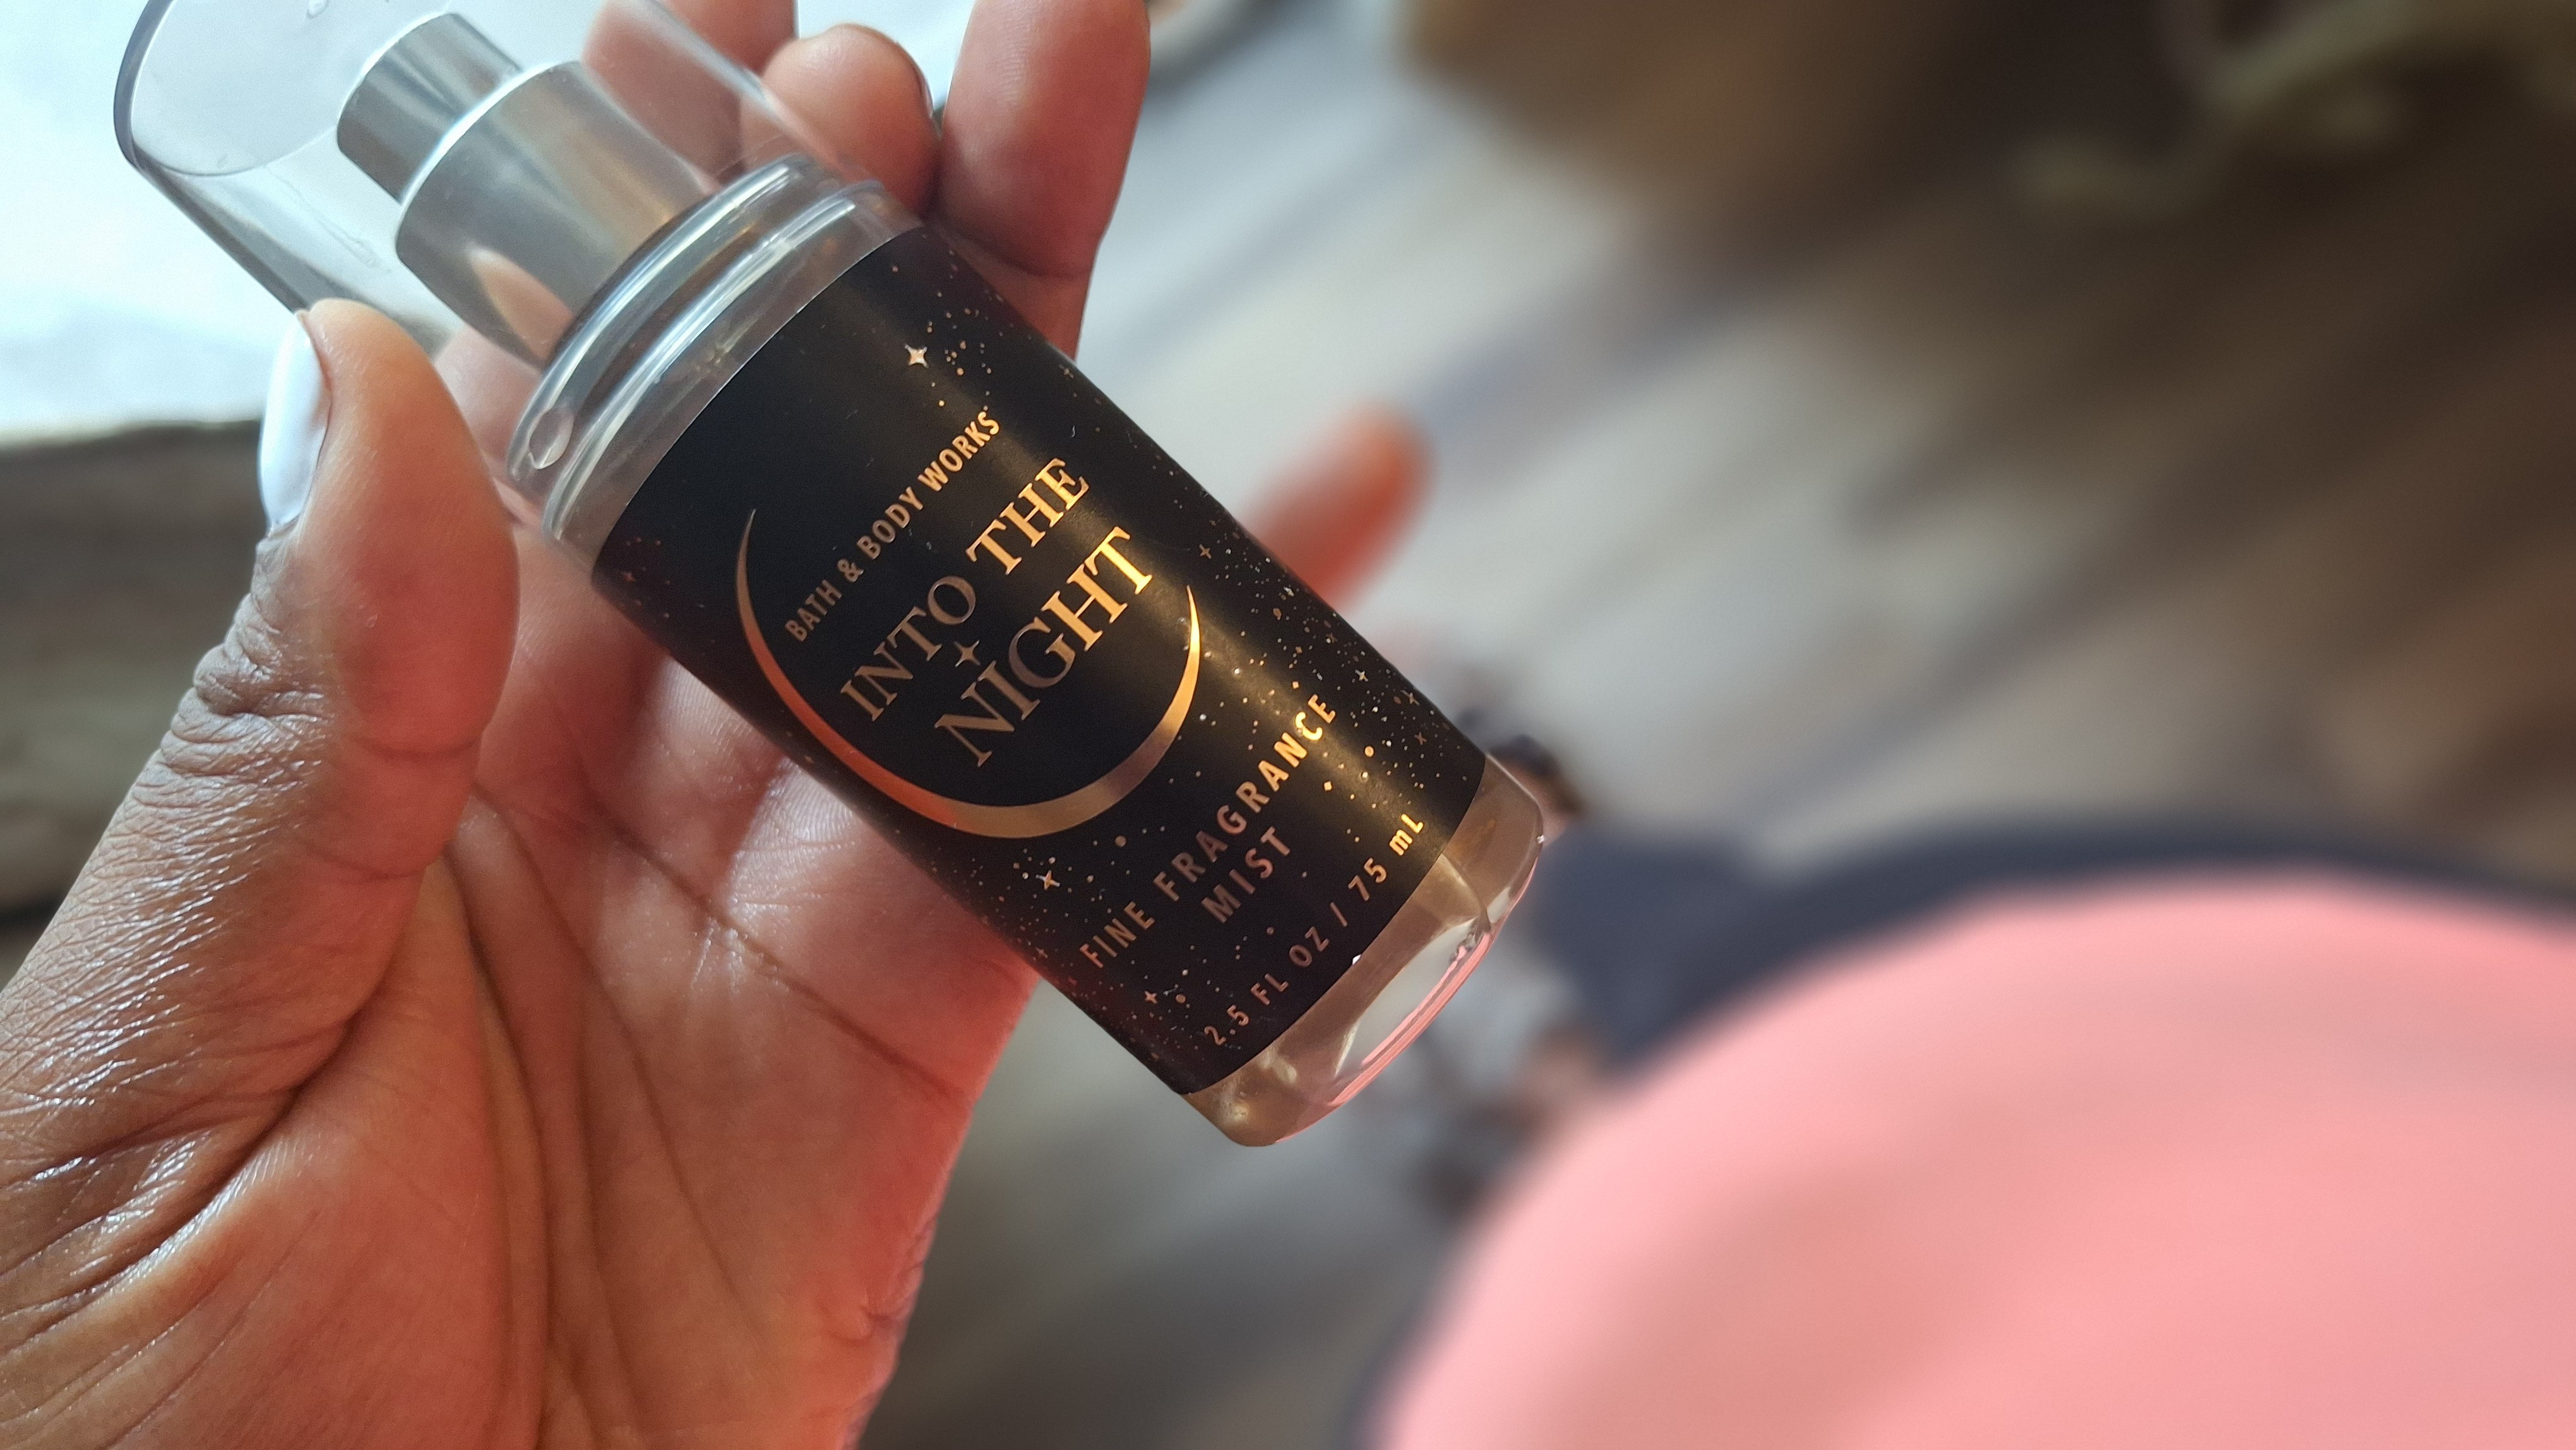 BATH & BODY WORKS
INTO THE
NIGHT
FINE FRAGRANCE
MIST
2.5 FL OZ / 75 mL